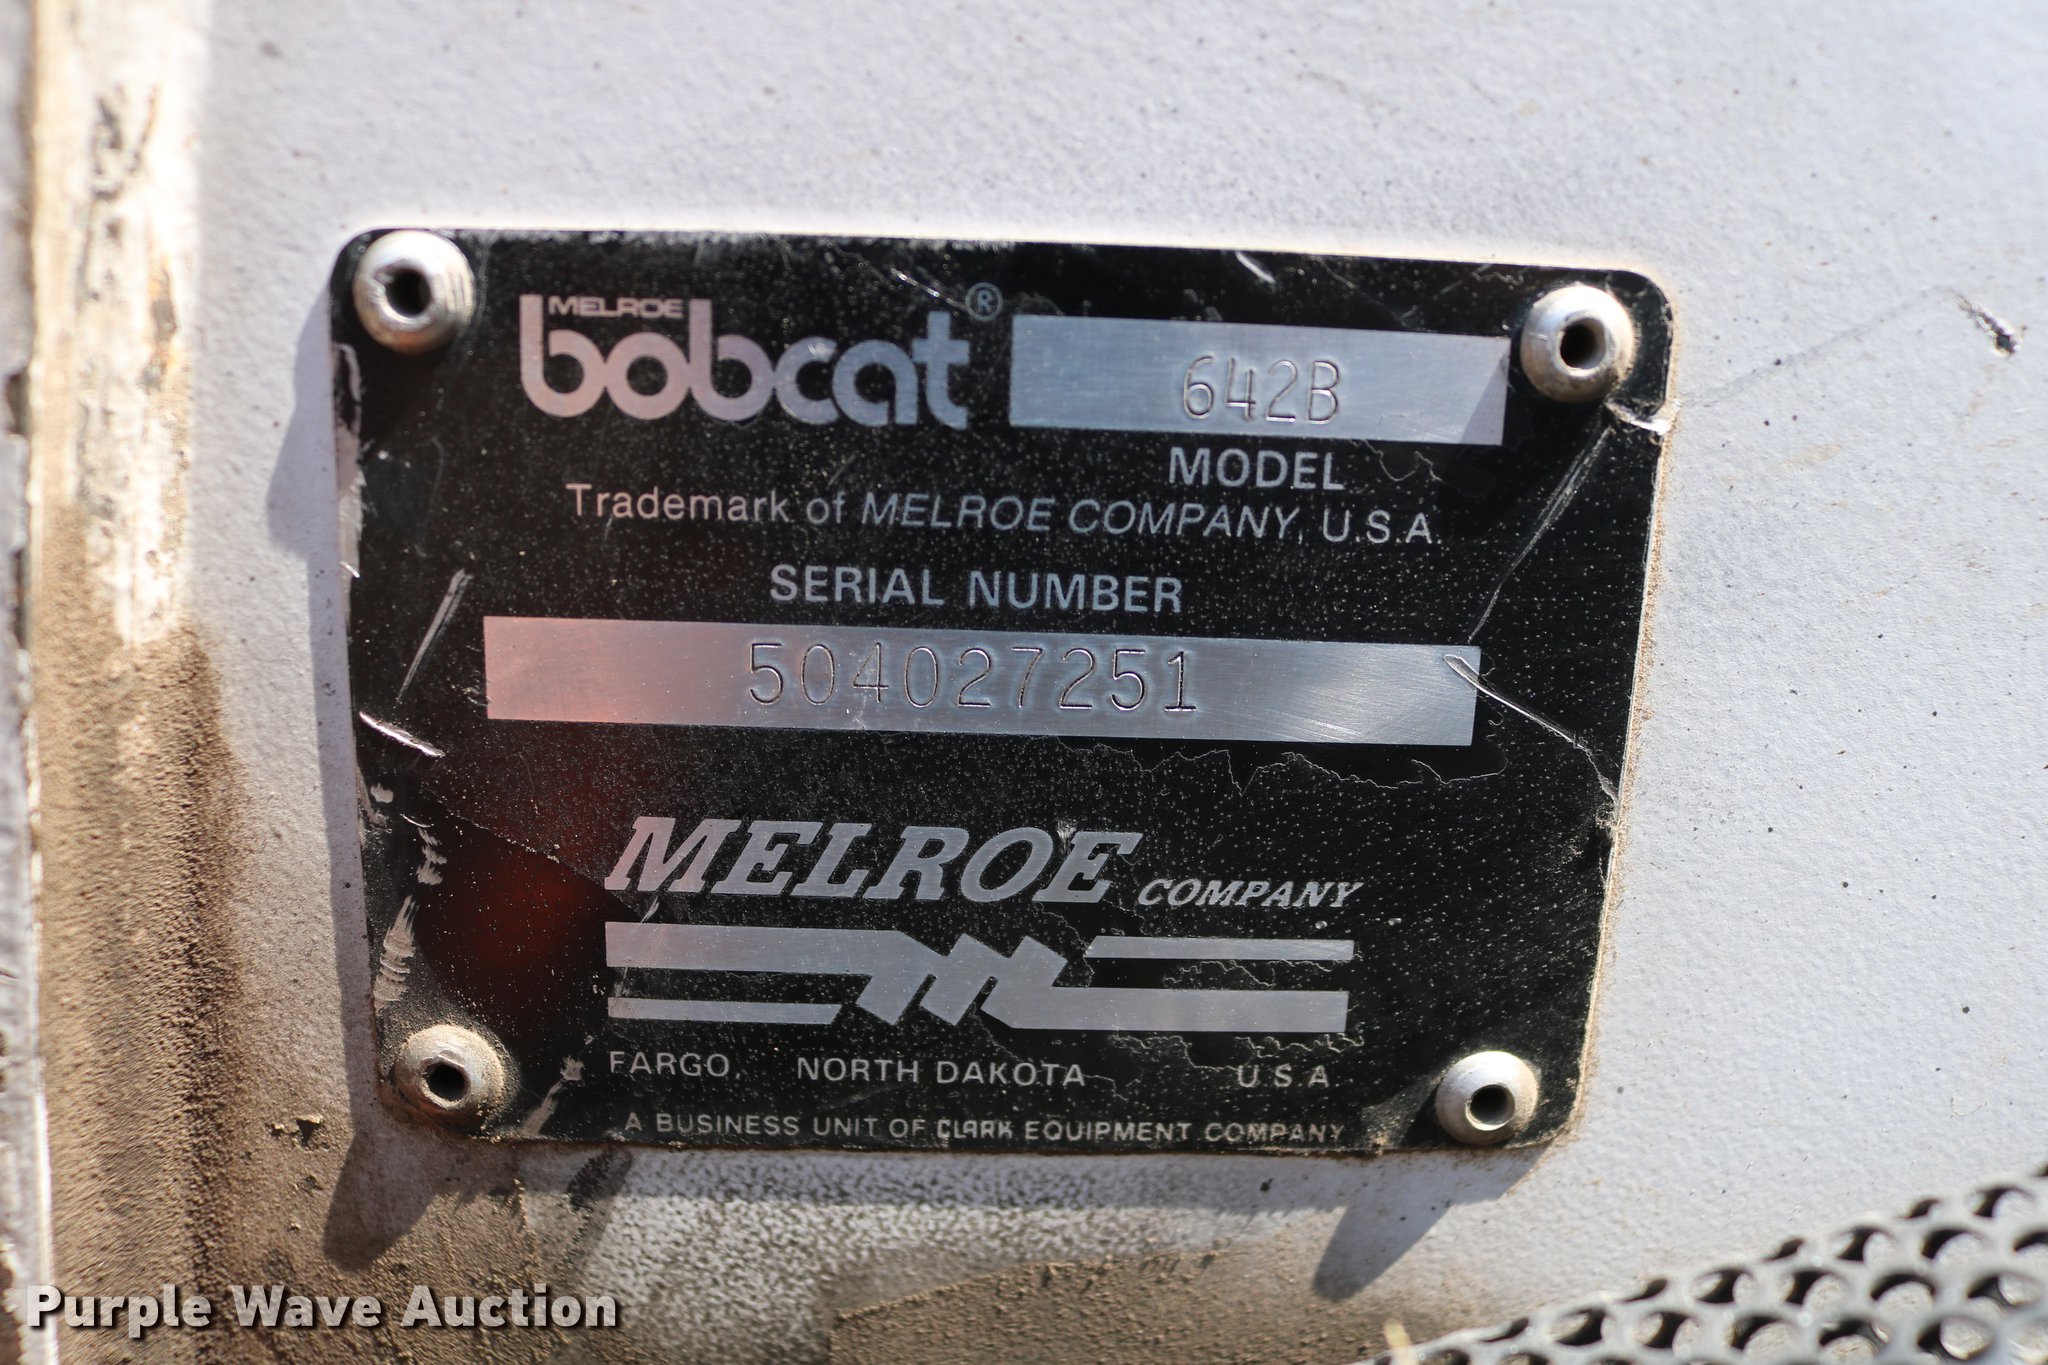 MELROE
bobcat®
642B
MODEL
Trademark of MELROE COMPANY, U.S.A.
SERIAL NUMBER
504027251
MELROE COMPANY
FARGO, NORTH DAKOTA U S A
A BUSINESS UNIT OF CLARK EQUIPMENT COMPANY
Purple Wave Auction